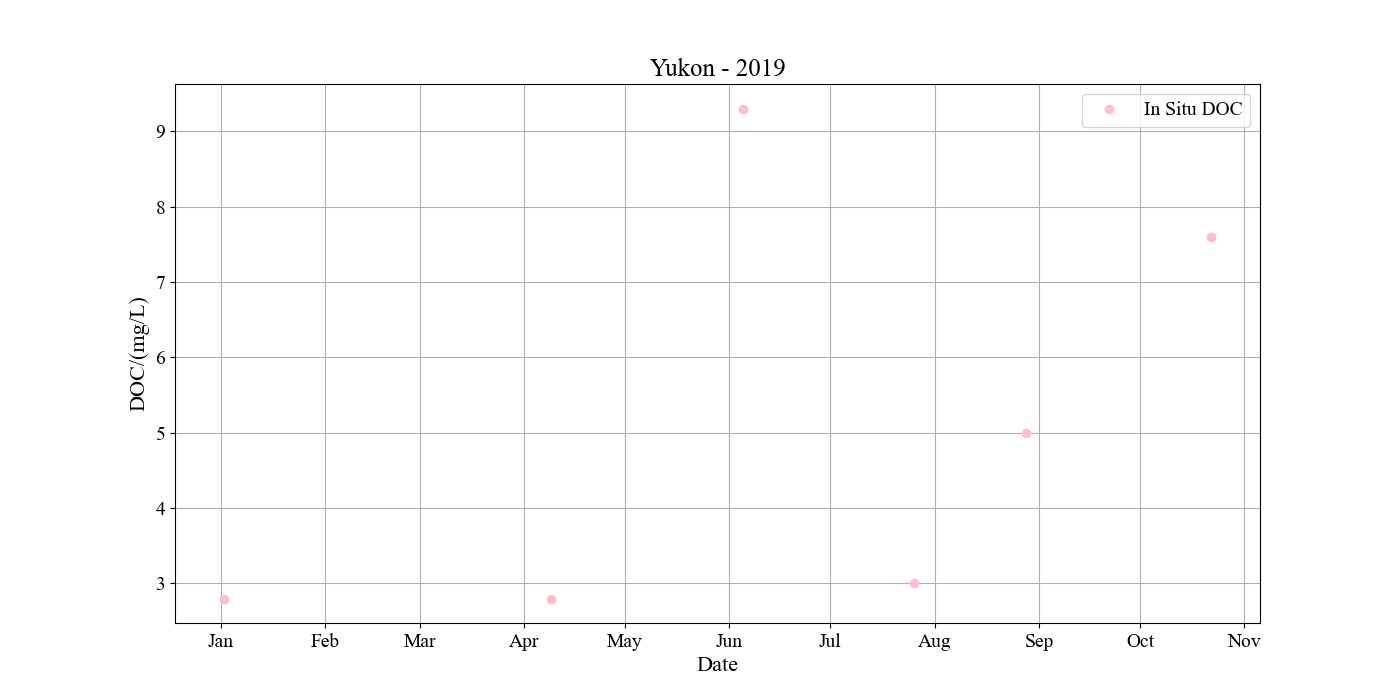 Yukon - 2019
In Situ DOC
DOC/(mg/L)
9
8
7
6
5
4
3
Jan Feb Mar Apr May Jun Jul Aug Sep Oct Nov
Date